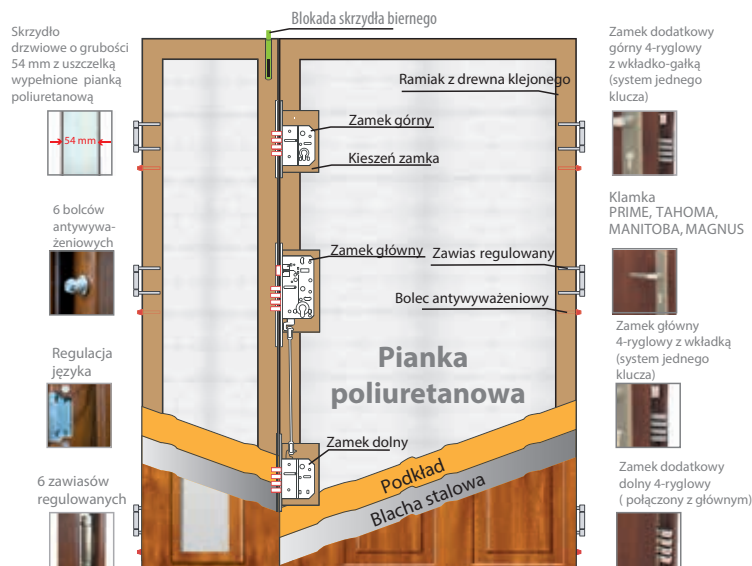 Blokada skrzydła biernego
Skrzydło
drzwiowe o grubości
54 mm z uszczelką
wypełnione pianką
poliuretanową
54 mm
6 bolców
antywywa-
żeniowych
Regulacja
języka
6 zawiasów
regulowanych
Ramiak z drewna klejonego
Zamek górny
Kieszeń zamka
Zamek główny
Zawias regulowany
Bolec antywyważeniowy
Pianka
poliuretanowa
Zamek dolny
Podkład
Blacha stalowa
Zamek dodatkowy
górny 4-ryglowy
z wkładko-gałką
(system jednego
klucza)
Klamka
PRIME, TAHOMA,
MANITOBA, MAGNUS
Zamek główny
4-ryglowy z wkładką
(system jednego
klucza)
Zamek dodatkowy
dolny 4-ryglowy
( połączony z głównym)